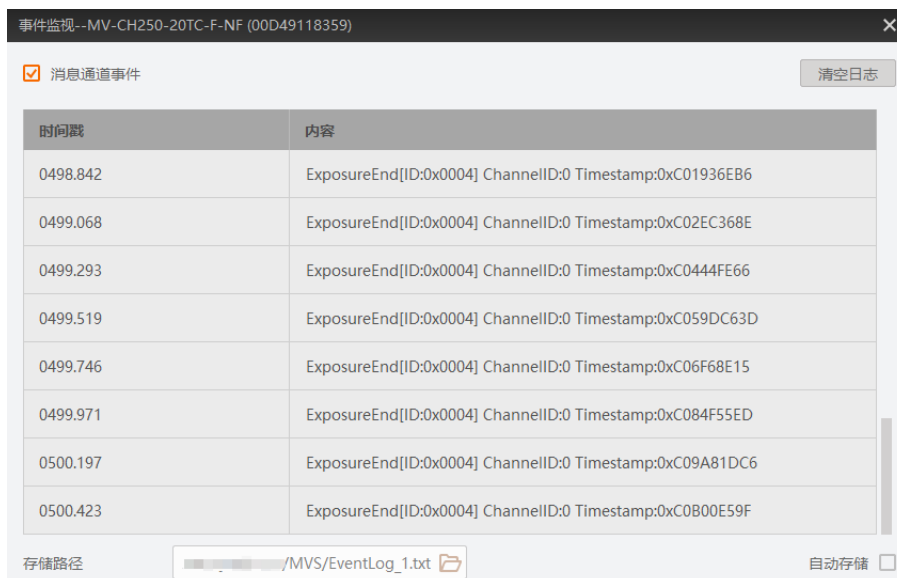 事件监视--MV-CH250-20TC-F-NF (00D49118359)
消息通道事件 清空日志
时间戳 内容
0498.842 ExposureEnd[ID:0x0004] ChannelID:0 Timestamp:0xC01936EB6
0499.068 ExposureEnd[ID:0x0004] ChannelID:0 Timestamp:0xC02EC368E
0499.293 ExposureEnd[ID:0x0004] ChannelID:0 Timestamp:0xC0444FE66
0499.519 ExposureEnd[ID:0x0004] ChannelID:0 Timestamp:0xC059DC63D
0499.746 ExposureEnd[ID:0x0004] ChannelID:0 Timestamp:0xC06F68E15
0499.971 ExposureEnd[ID:0x0004] ChannelID:0 Timestamp:0xC084F55ED
0500.197 ExposureEnd[ID:0x0004] ChannelID:0 Timestamp:0xC09A81DC6
0500.423 ExposureEnd[ID:0x0004] ChannelID:0 Timestamp:0xC0B00E59F
存储路径 /MVS/EventLog_1.txt 自动存储